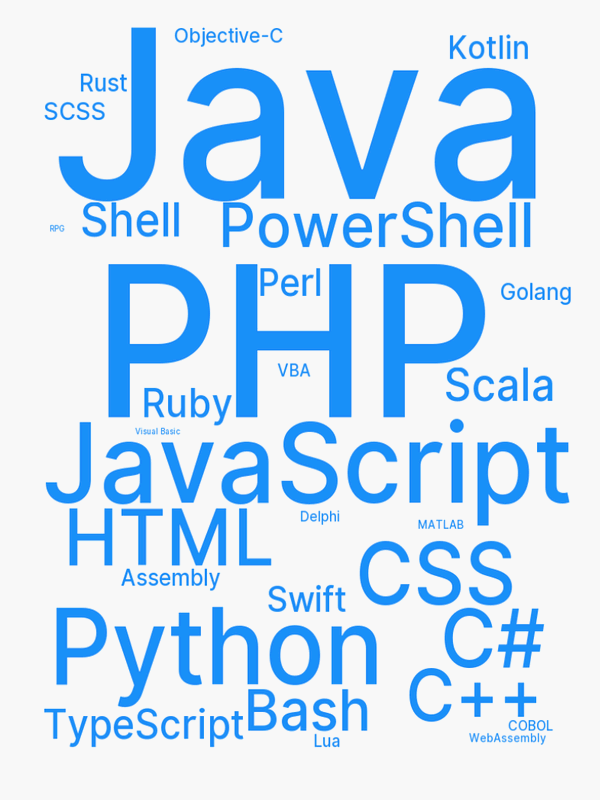 Objective-C
Kotlin
Java
Rust
SCSS
Shell
PowerShell
RPG
PHP
Perl
Golang
VBA
Scala
Ruby
Visual Basic
JavaScript
HTML
Delphi
MATLAB
CSS
Assembly
Swift
Python
C#
C++
Bash
TypeScript
COBOL
WebAssembly
Lua